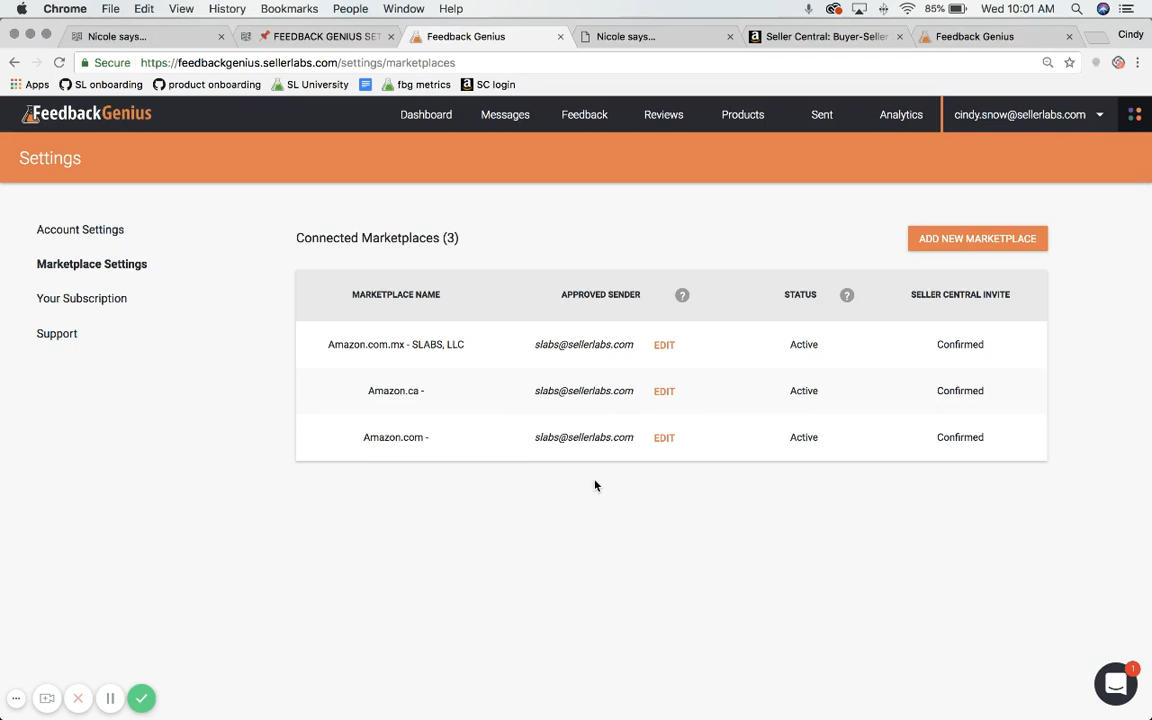 Chrome File Edit View History Bookmarks People Window Help 85% Wed 10:01 AM
Nicole says... × FEEDBACK GENIUS SET × Feedback Genius × Nicole says... × Seller Central: Buyer-Seller × Feedback Genius × Cindy
Secure https://feedbackgenius.sellerlabs.com/settings/marketplaces
Apps SL onboarding product onboarding SL University fbg metrics SC login
FeedbackGenius Dashboard Messages Feedback Reviews Products Sent Analytics cindy.snow@sellerlabs.com
Settings
Account Settings
Marketplace Settings
Your Subscription
Support
Connected Marketplaces (3) ADD NEW MARKETPLACE
MARKETPLACE NAME APPROVED SENDER ? STATUS ? SELLER CENTRAL INVITE
Amazon.com.mx - SLABS, LLC slabs@sellerlabs.com EDIT Active Confirmed
Amazon.ca - slabs@sellerlabs.com EDIT Active Confirmed
Amazon.com - slabs@sellerlabs.com EDIT Active Confirmed
1